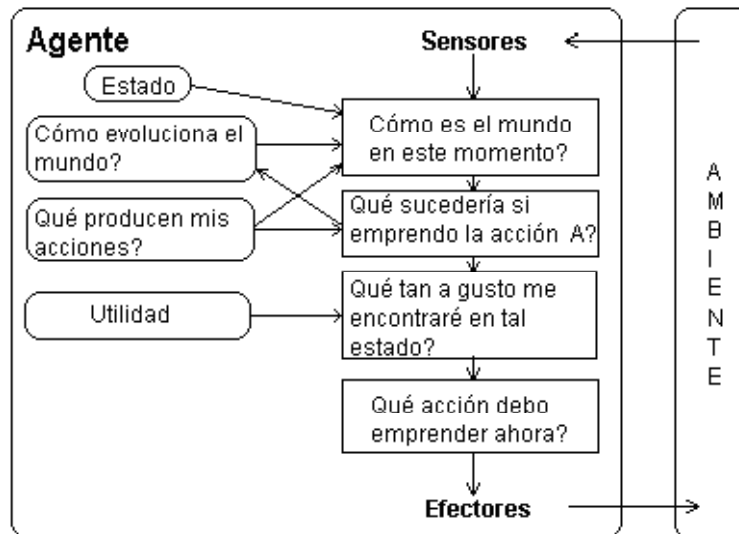 Agente
Sensores
Estado
Cómo es el mundo
en este momento?
Cómo evoluciona el
mundo?
Qué producen mis
acciones?
Qué sucedería si
emprendo la acción A?
Utilidad
Qué tan a gusto me
encontraré en tal
estado?
Qué acción debo
emprender ahora?
Efectores
A
M
B
I
E
N
T
E